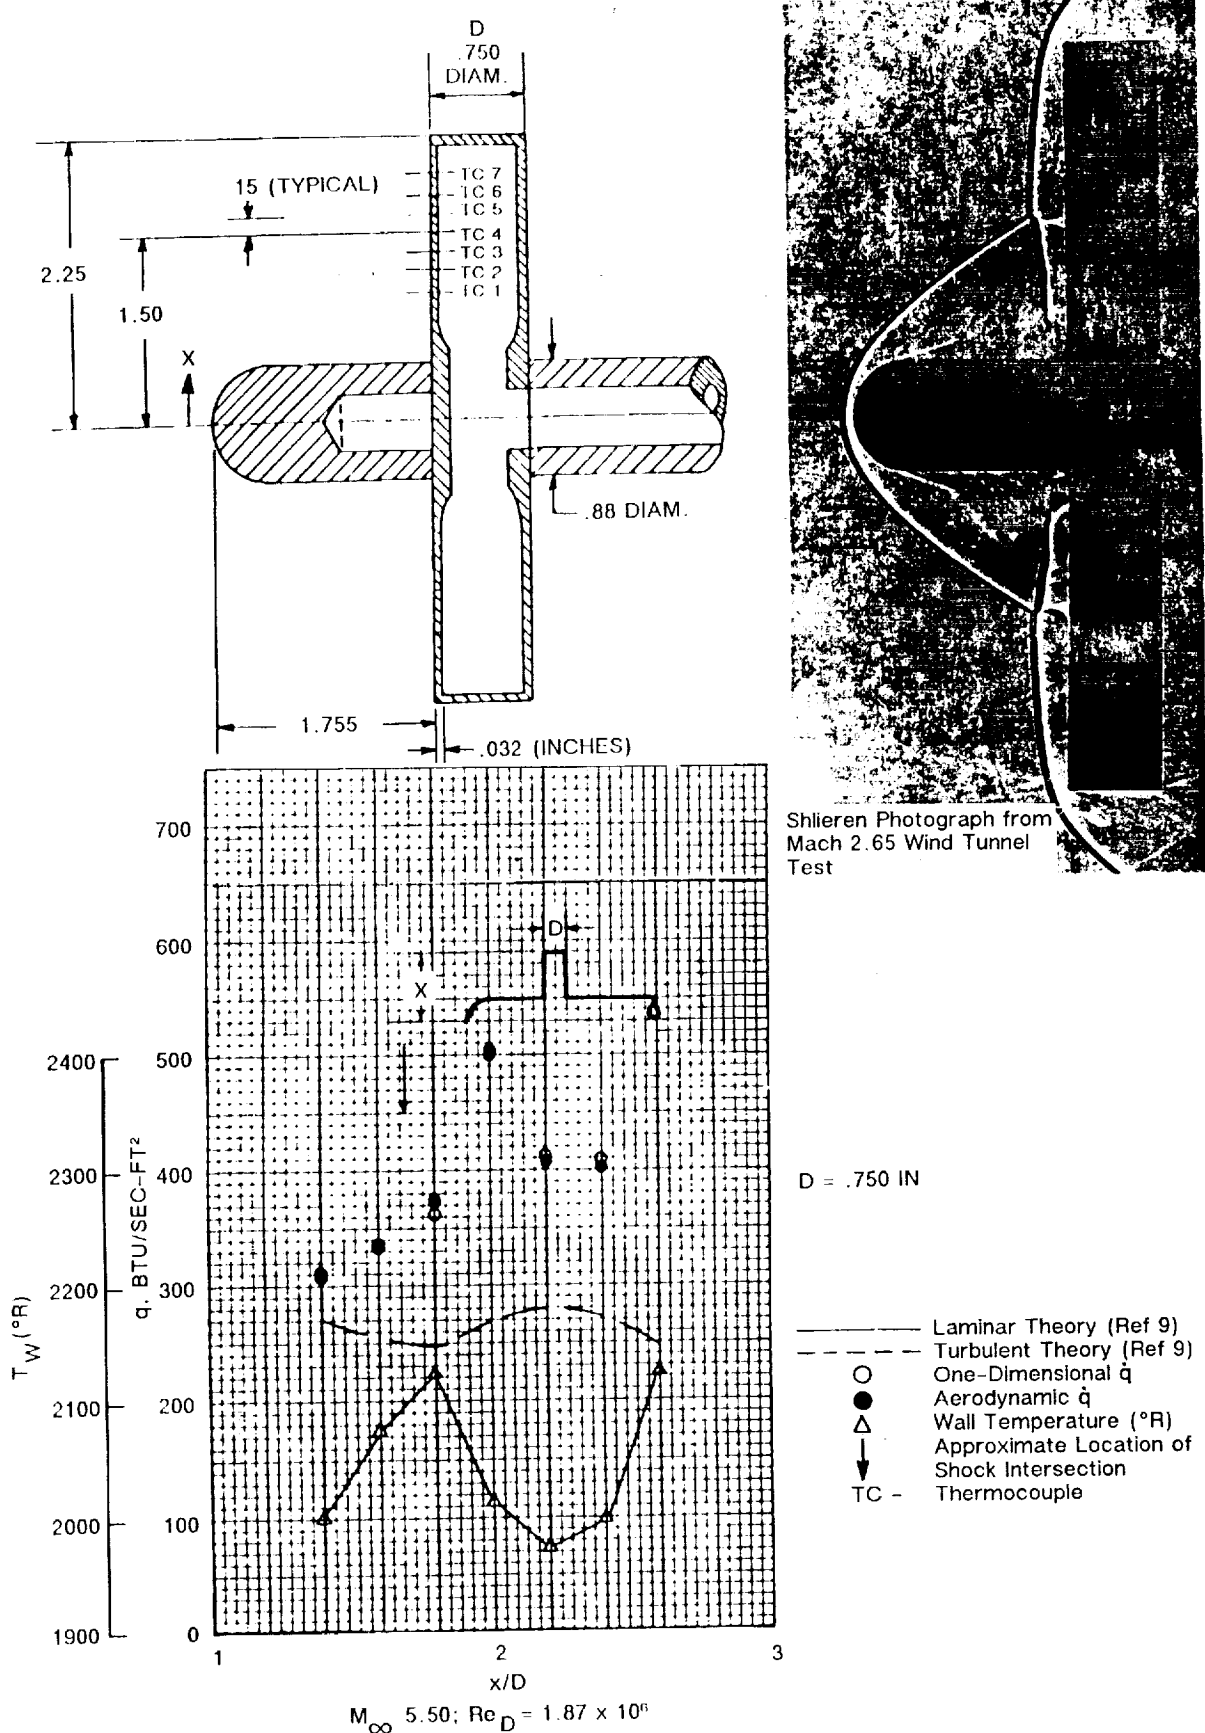 D
.750
DIAM.
15 (TYPICAL)
TC 7
TC 6
TC 5
TC 4
TC 3
TC 2
TC 1
2.25
1.50
X
.88 DIAM.
1.755
.032 (INCHES)
Shlieren Photograph from
Mach 2.65 Wind Tunnel
Test
700
600
500
400
300
200
100
0
2400
2300
2200
2100
2000
1900
T_W (°R)
q, BTU/SEC-FT²
D
X
1
2
3
x/D
M∞ 5.50; Re_D = 1.87 x 10⁶
D = .750 IN
Laminar Theory (Ref 9)
Turbulent Theory (Ref 9)
One-Dimensional q̇
Aerodynamic q̇
Wall Temperature (°R)
Approximate Location of
Shock Intersection
TC - Thermocouple